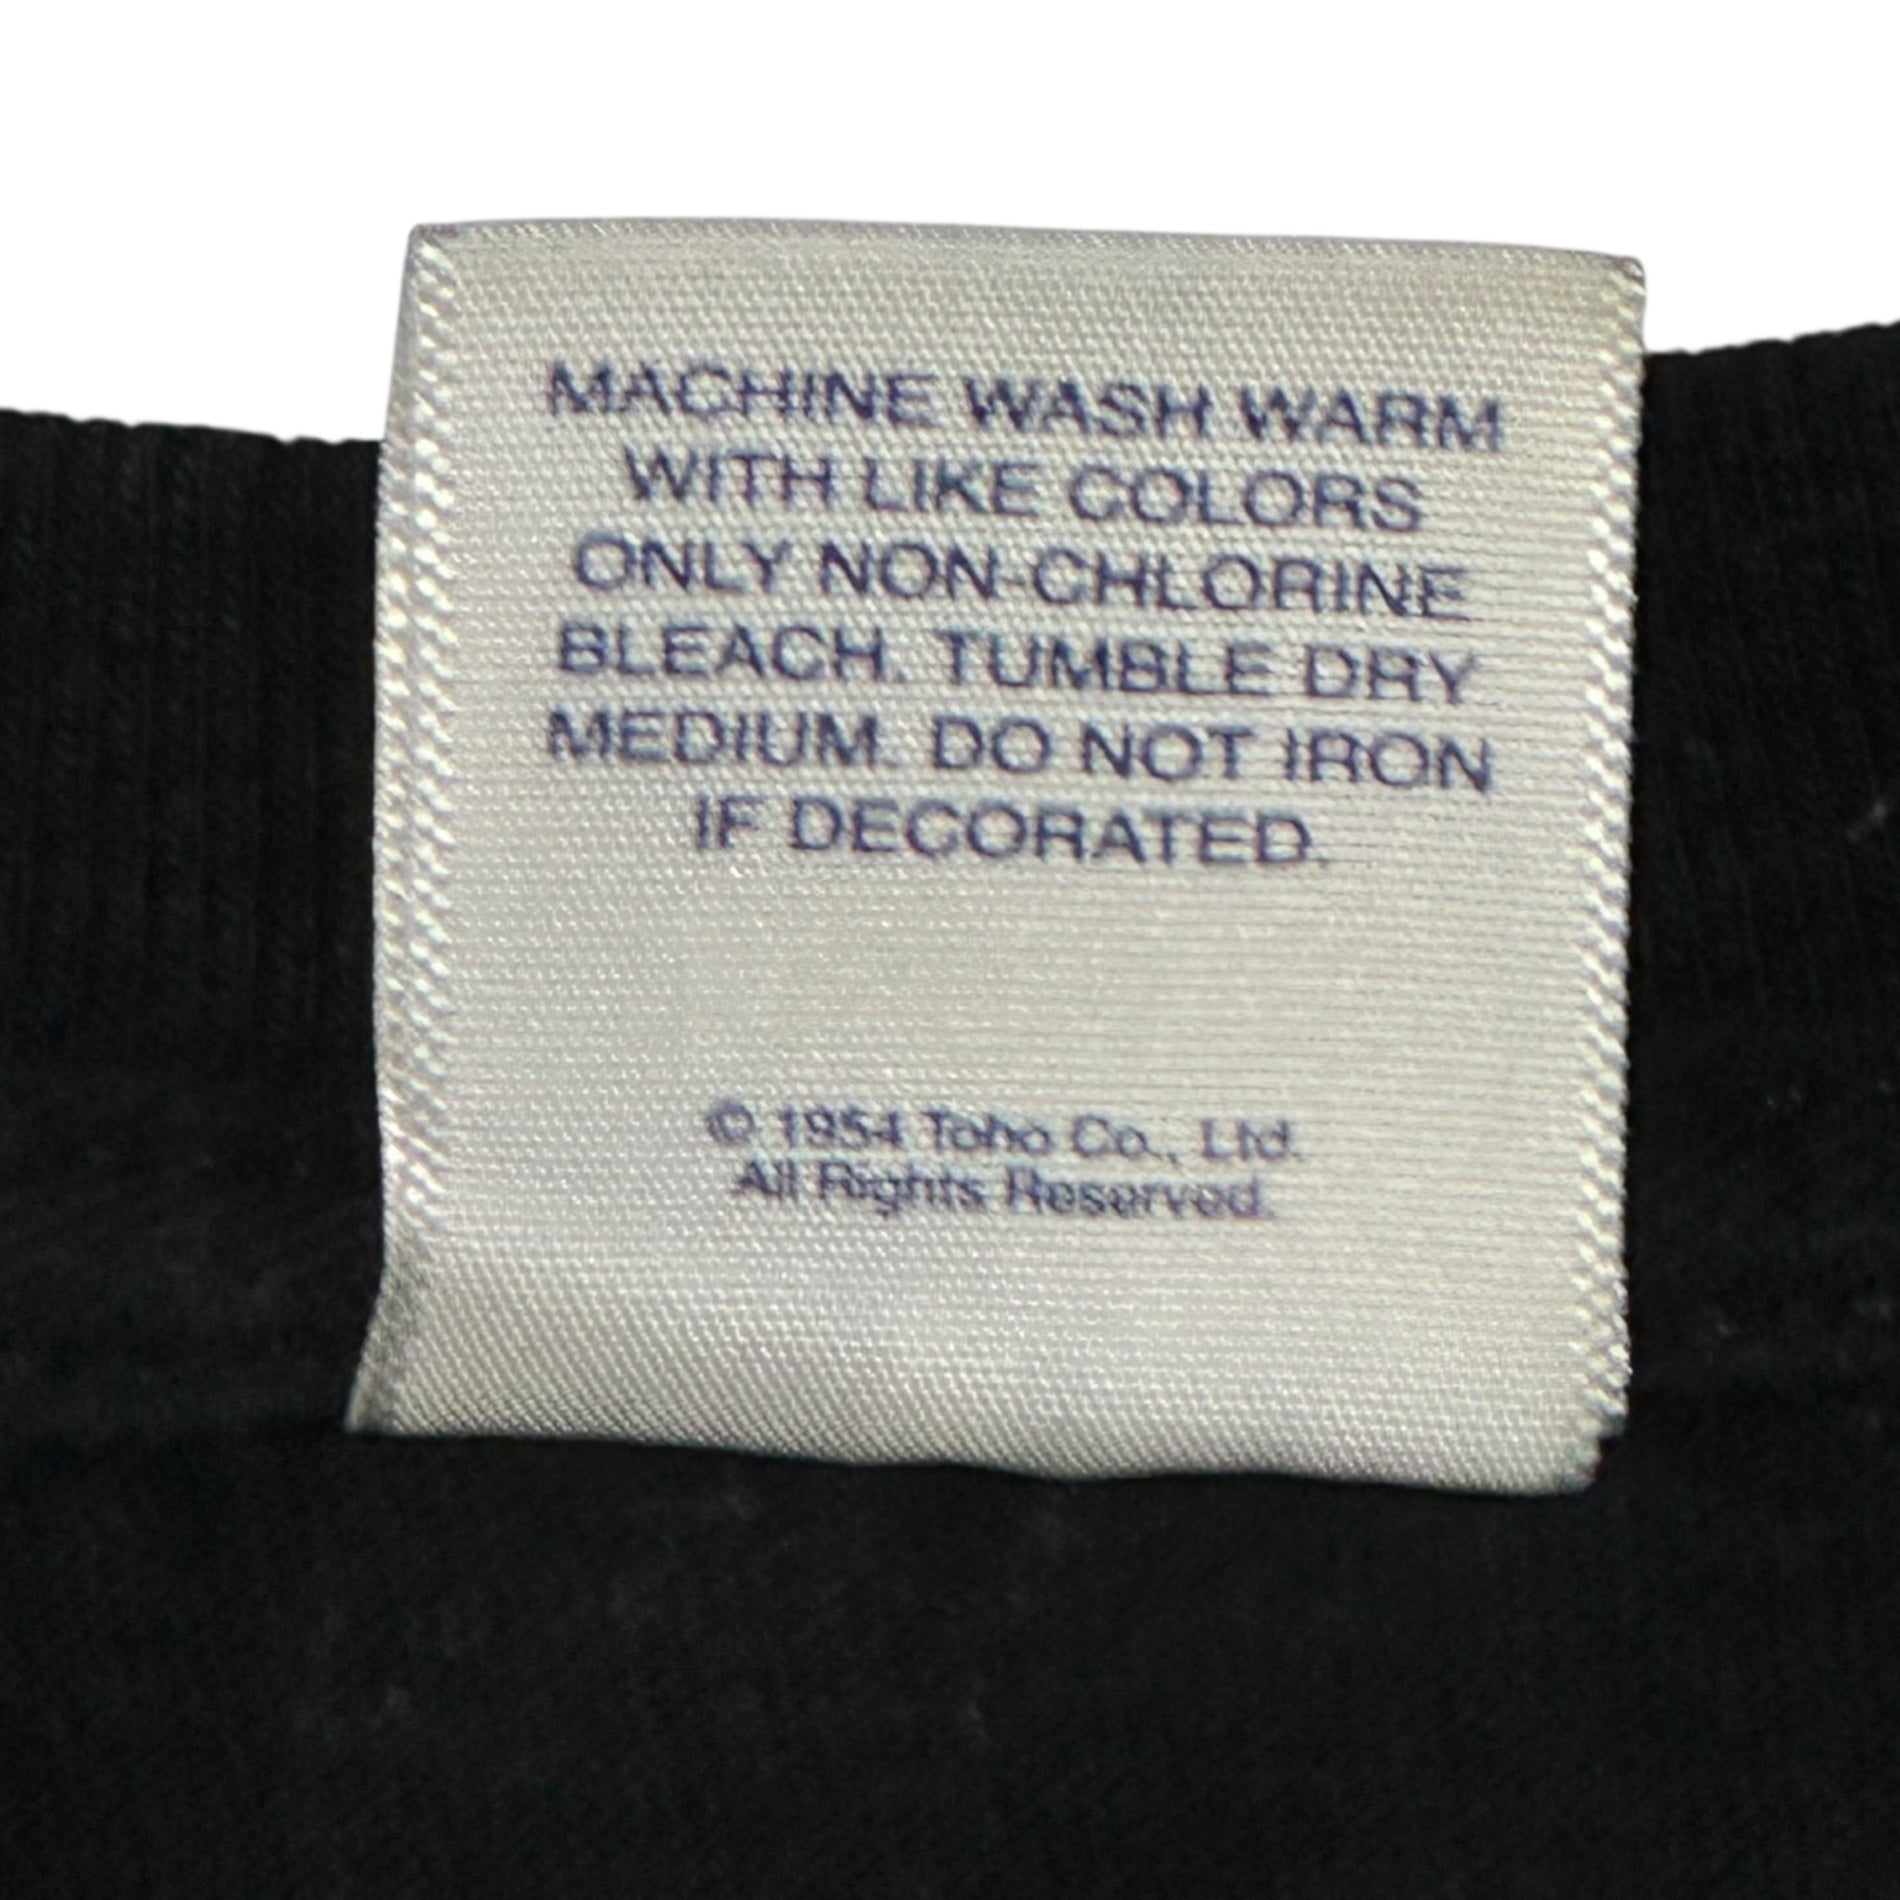 MACHINE WASH WARM
WITH LIKE COLORS
ONLY NON-CHLORINE
BLEACH. TUMBLE DRY
MEDIUM. DO NOT IRON
IF DECORATED.
© 1954 Toho Co., Ltd.
All Rights Reserved.